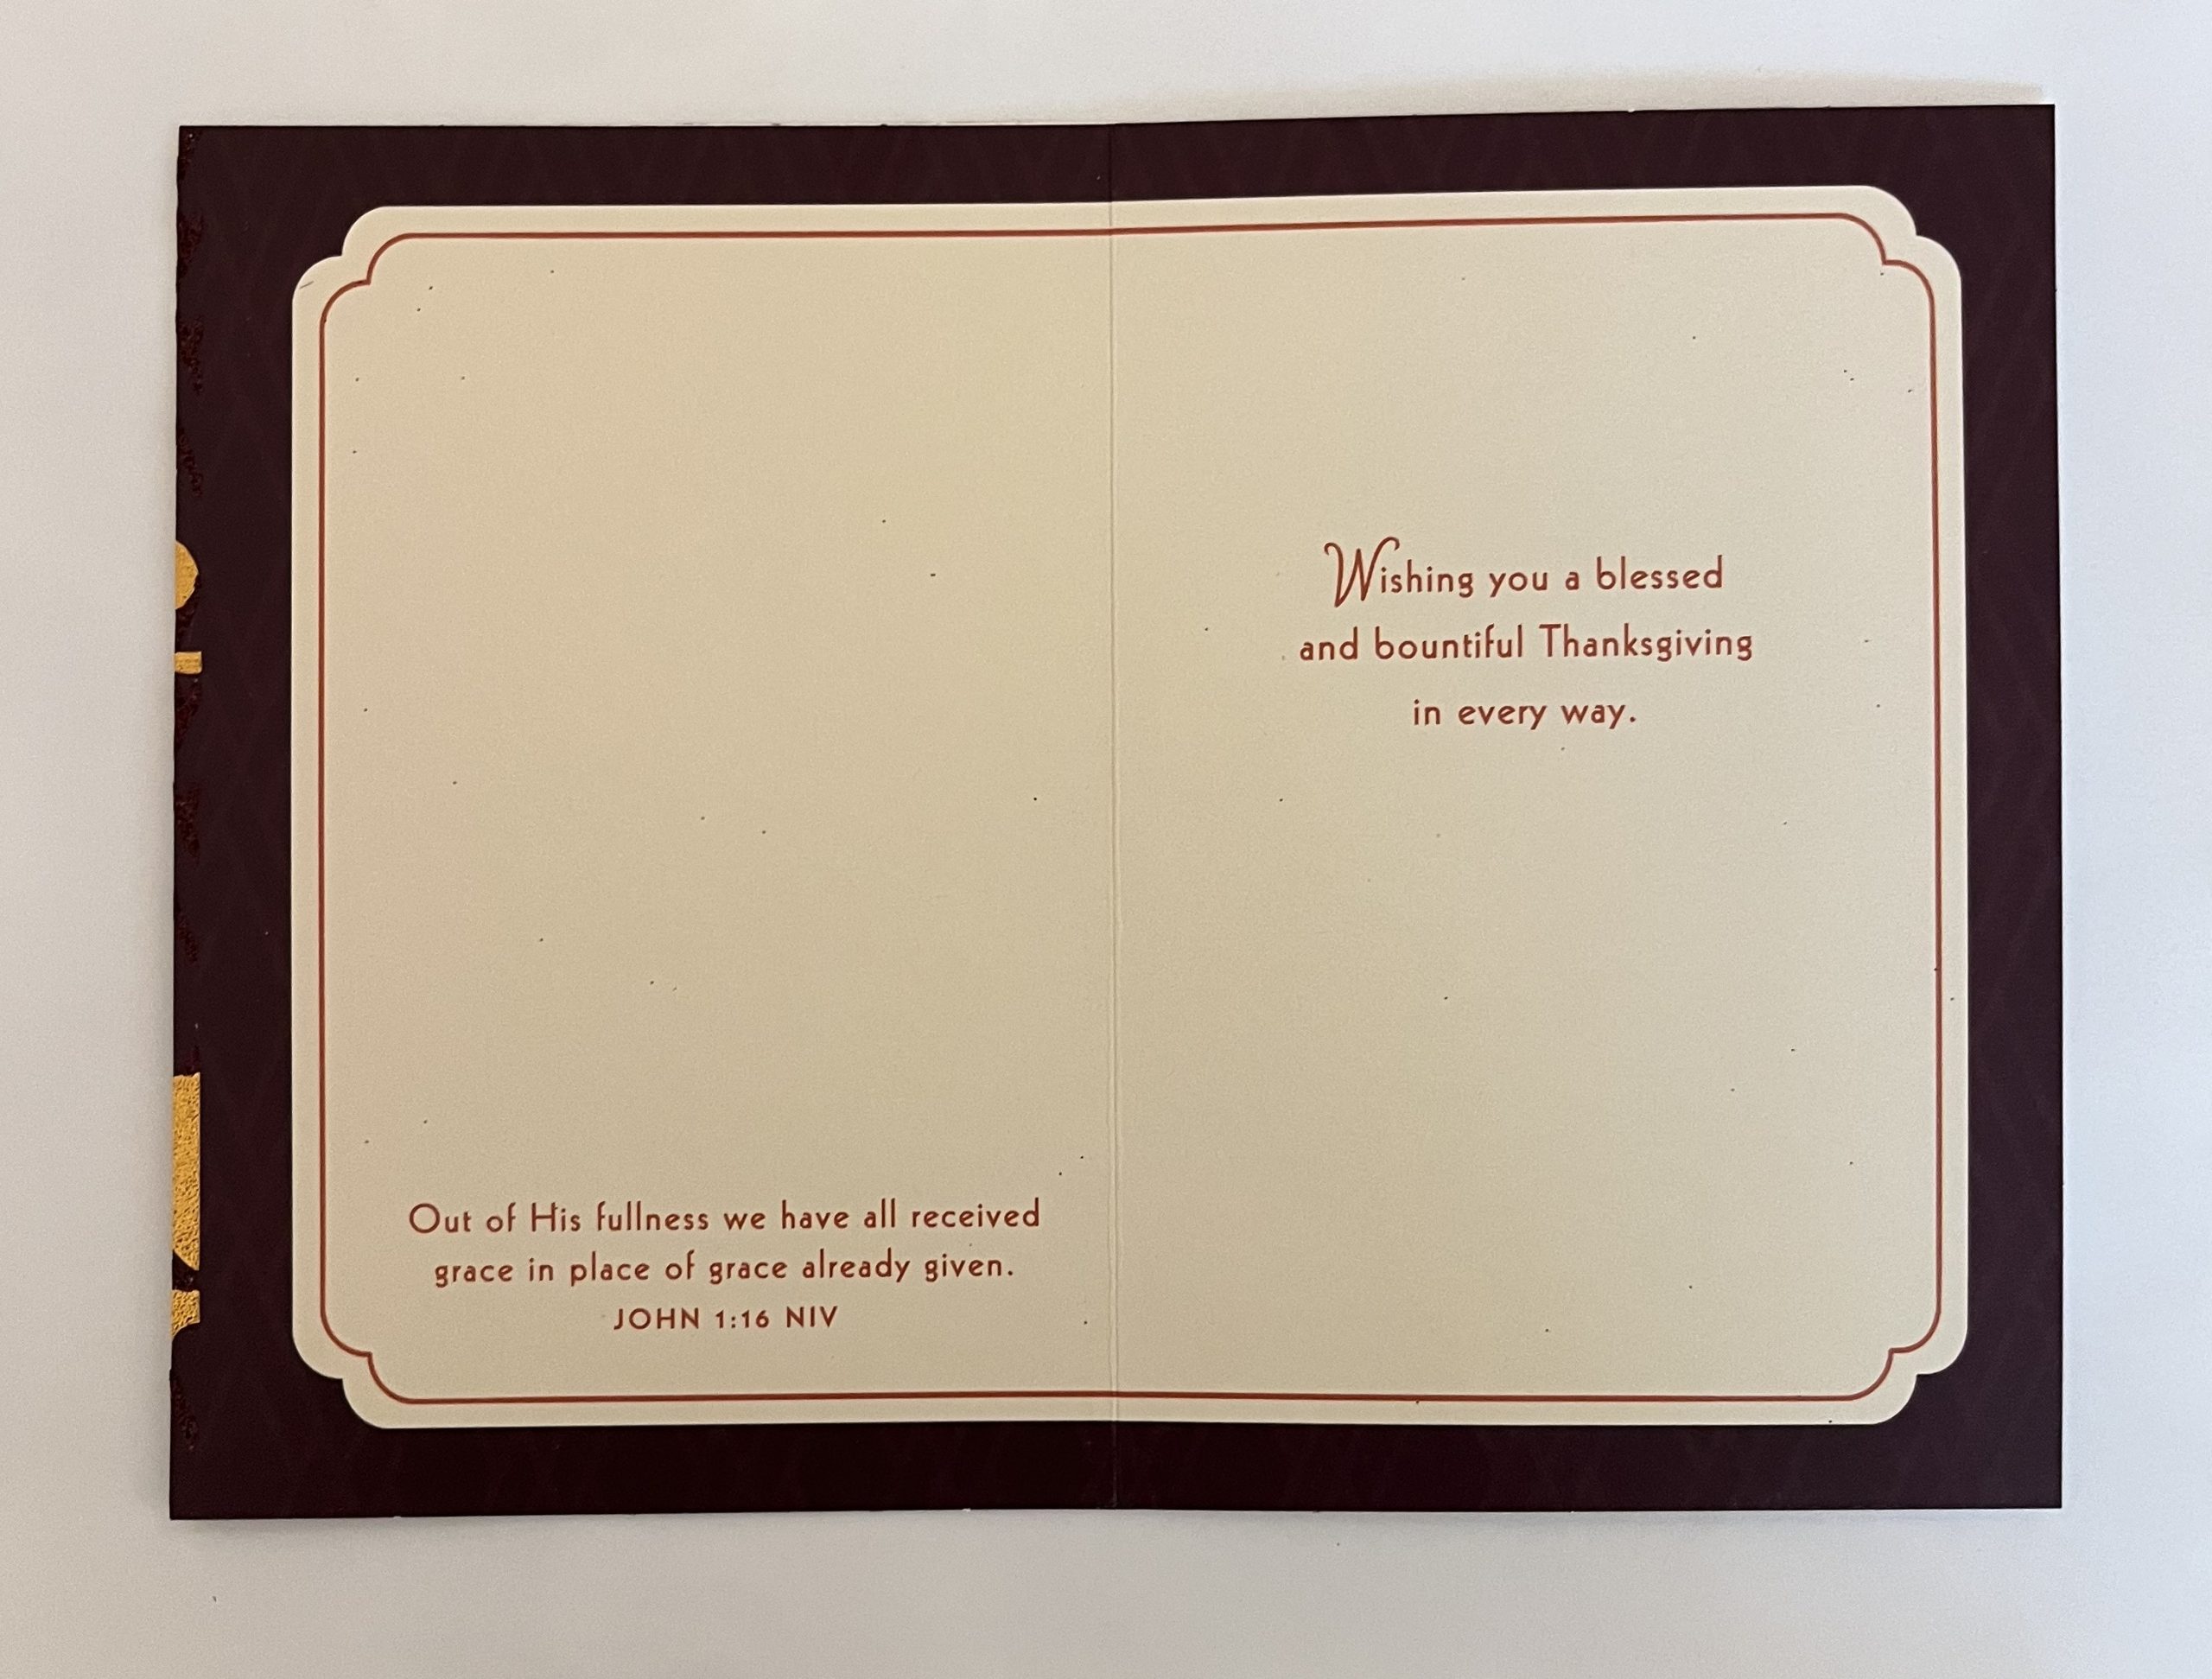 Out of His fullness we have all received
grace in place of grace already given.
JOHN 1:16 NIV
Wishing you a blessed
and bountiful Thanksgiving
in every way.